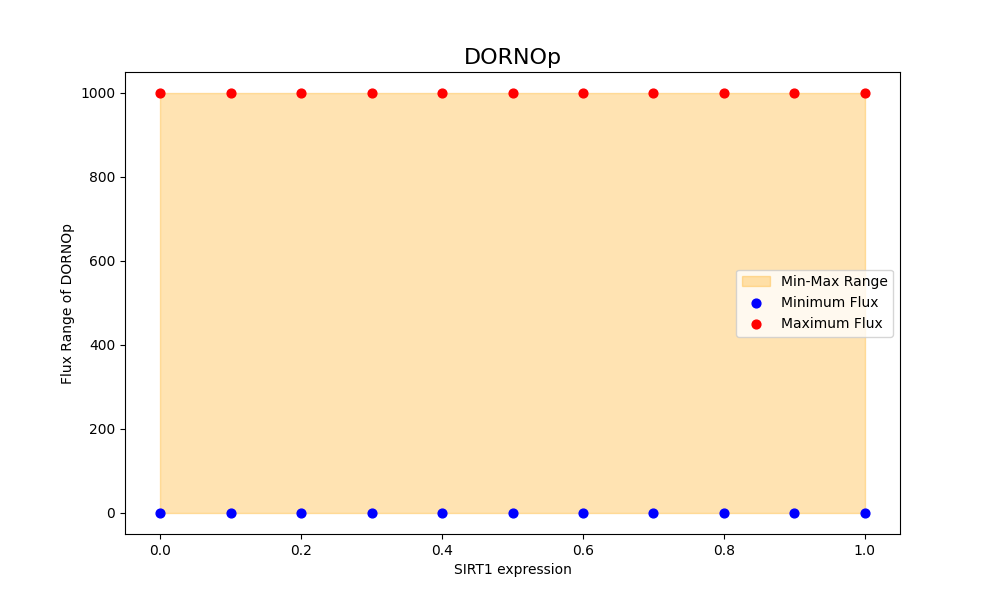 DORNOp
1000
800
600
400
200
0
Flux Range of DORNOp
Min-Max Range
Minimum Flux
Maximum Flux
0.0 0.2 0.4 0.6 0.8 1.0
SIRT1 expression